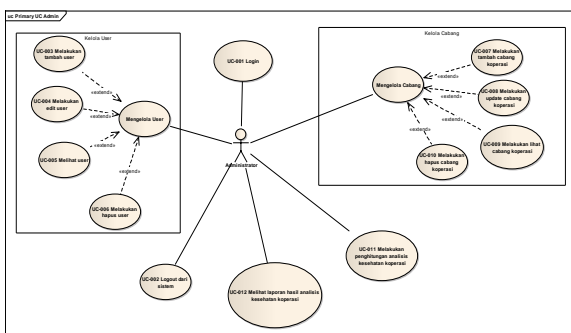 uc Primary UC Admin
Kelola User
UC-003 Melakukan
tambah user
«extend»
UC-004 Melakukan
edit user
«extend»
Mengelola User
«extend»
UC-005 Melihat user
«extend»
UC-006 Melakukan
hapus user
UC-001 Login
Administrator
Kelola Cabang
UC-007 Melakukan
tambah cabang
koperasi
«extend»
Mengelola Cabang
UC-008 Melakukan
update cabang
koperasi
«extend»
«extend»
UC-009 Melakukan lihat
cabang koperasi
«extend»
UC-010 Melakukan
hapus cabang
koperasi
UC-011 Melakukan
penghitungan analisis
kesehatan koperasi
UC-002 Logout dari
sistem
UC-012 Melihat laporan hasil analisis
kesehatan koperasi